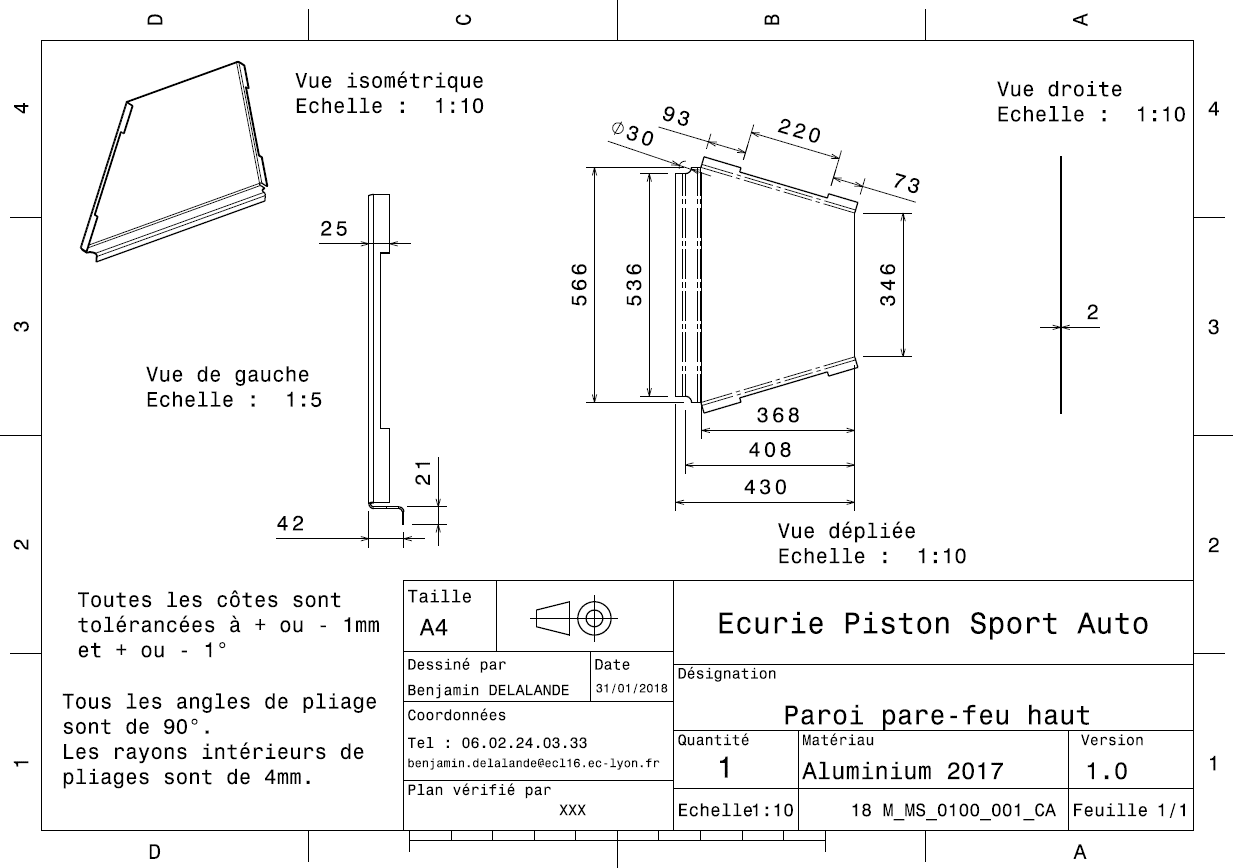 D
C
B
A
4
4
3
3
2
2
1
1
Vue isométrique
Echelle :  1:10
Vue droite
Echelle :  1:10
93
220
∅30
73
25
566
536
346
2
Vue de gauche
Echelle :  1:5
368
408
430
21
42
Vue dépliée
Echelle :  1:10
Toutes les côtes sont
tolérancées à + ou - 1mm
et + ou - 1°
Tous les angles de pliage
sont de 90°.
Les rayons intérieurs de
pliages sont de 4mm.
Taille
A4
Dessiné par
Benjamin DELALANDE
Date
31/01/2018
Coordonnées
Tel : 06.02.24.03.33
benjamin.delalande@ecl16.ec-lyon.fr
Plan vérifié par
XXX
Ecurie Piston Sport Auto
Désignation
Paroi pare-feu haut
Quantité
1
Matériau
Aluminium 2017
Version
1.0
Echelle1:10
18 M_MS_0100_001_CA
Feuille 1/1
D
A